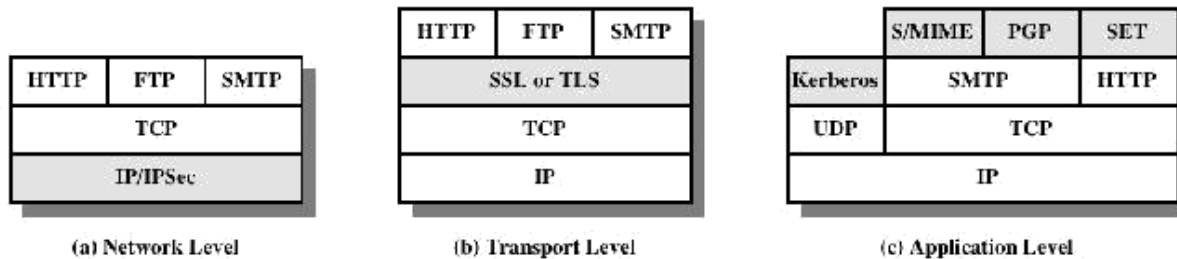 HTTP FTP SMTP
TCP
IP/IPSec
(a) Network Level
HTTP FTP SMTP
SSL or TLS
TCP
IP
(b) Transport Level
S/MIME PGP SET
Kerberos SMTP HTTP
UDP TCP
IP
(c) Application Level